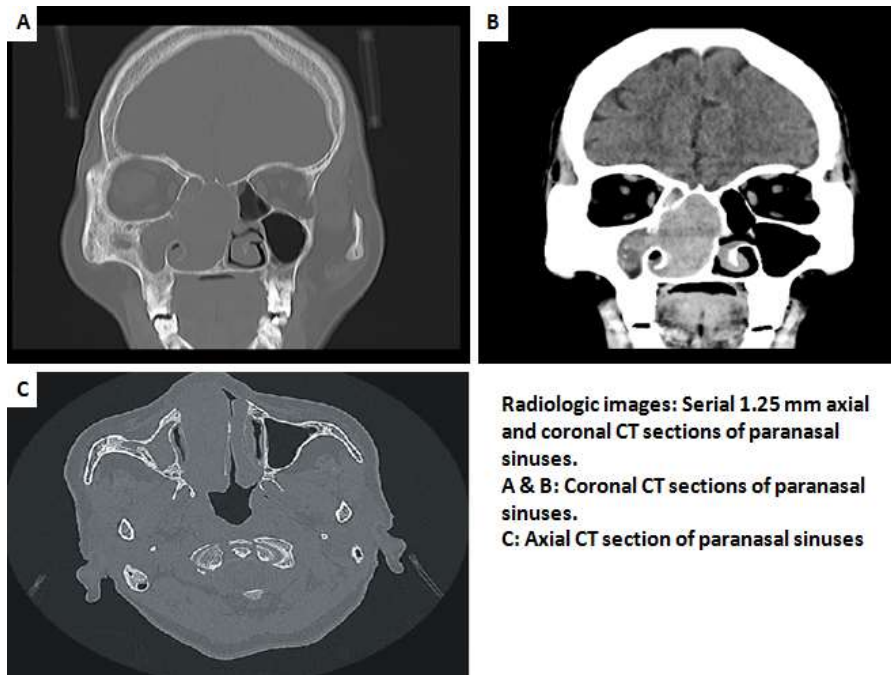 A
B
C
Radiologic images: Serial 1.25 mm axial
and coronal CT sections of paranasal
sinuses.
A & B: Coronal CT sections of paranasal
sinuses.
C: Axial CT section of paranasal sinuses